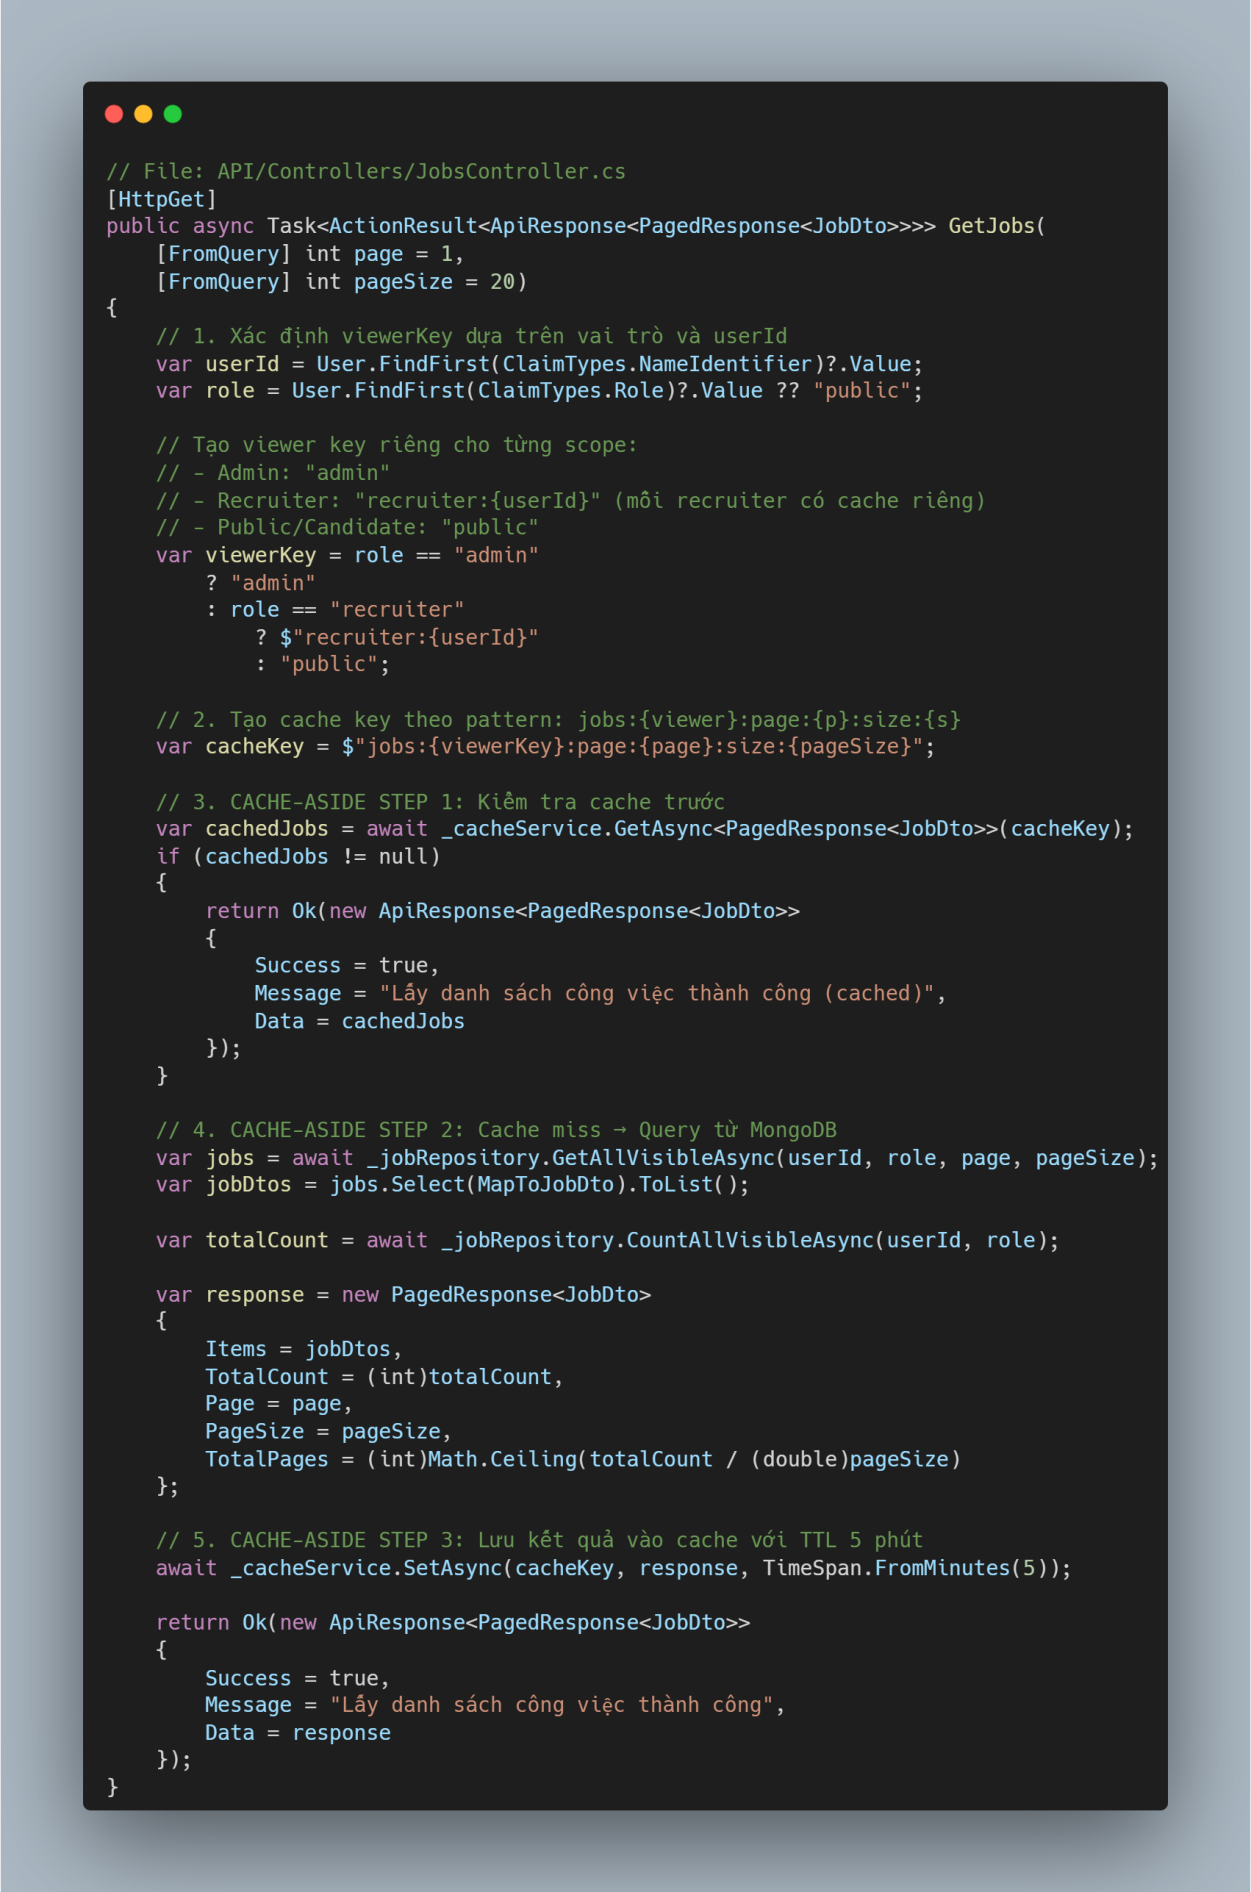 // File: API/Controllers/JobsController.cs
[HttpGet]
public async Task<ActionResult<ApiResponse<PagedResponse<JobDto>>>> GetJobs(
    [FromQuery] int page = 1,
    [FromQuery] int pageSize = 20)
{
    // 1. Xác định viewerKey dựa trên vai trò và userId
    var userId = User.FindFirst(ClaimTypes.NameIdentifier)?.Value;
    var role = User.FindFirst(ClaimTypes.Role)?.Value ?? "public";

    // Tạo viewer key riêng cho từng scope:
    // - Admin: "admin"
    // - Recruiter: "recruiter:{userId}" (mỗi recruiter có cache riêng)
    // - Public/Candidate: "public"
    var viewerKey = role == "admin"
        ? "admin"
        : role == "recruiter"
            ? $"recruiter:{userId}"
            : "public";

    // 2. Tạo cache key theo pattern: jobs:{viewer}:page:{p}:size:{s}
    var cacheKey = $"jobs:{viewerKey}:page:{page}:size:{pageSize}";

    // 3. CACHE-ASIDE STEP 1: Kiểm tra cache trước
    var cachedJobs = await _cacheService.GetAsync<PagedResponse<JobDto>>(cacheKey);
    if (cachedJobs != null)
    {
        return Ok(new ApiResponse<PagedResponse<JobDto>>
        {
            Success = true,
            Message = "Lấy danh sách công việc thành công (cached)",
            Data = cachedJobs
        });
    }

    // 4. CACHE-ASIDE STEP 2: Cache miss → Query từ MongoDB
    var jobs = await _jobRepository.GetAllVisibleAsync(userId, role, page, pageSize);
    var jobDtos = jobs.Select(MapToJobDto).ToList();

    var totalCount = await _jobRepository.CountAllVisibleAsync(userId, role);

    var response = new PagedResponse<JobDto>
    {
        Items = jobDtos,
        TotalCount = (int)totalCount,
        Page = page,
        PageSize = pageSize,
        TotalPages = (int)Math.Ceiling(totalCount / (double)pageSize)
    };

    // 5. CACHE-ASIDE STEP 3: Lưu kết quả vào cache với TTL 5 phút
    await _cacheService.SetAsync(cacheKey, response, TimeSpan.FromMinutes(5));

    return Ok(new ApiResponse<PagedResponse<JobDto>>
    {
        Success = true,
        Message = "Lấy danh sách công việc thành công",
        Data = response
    });
}